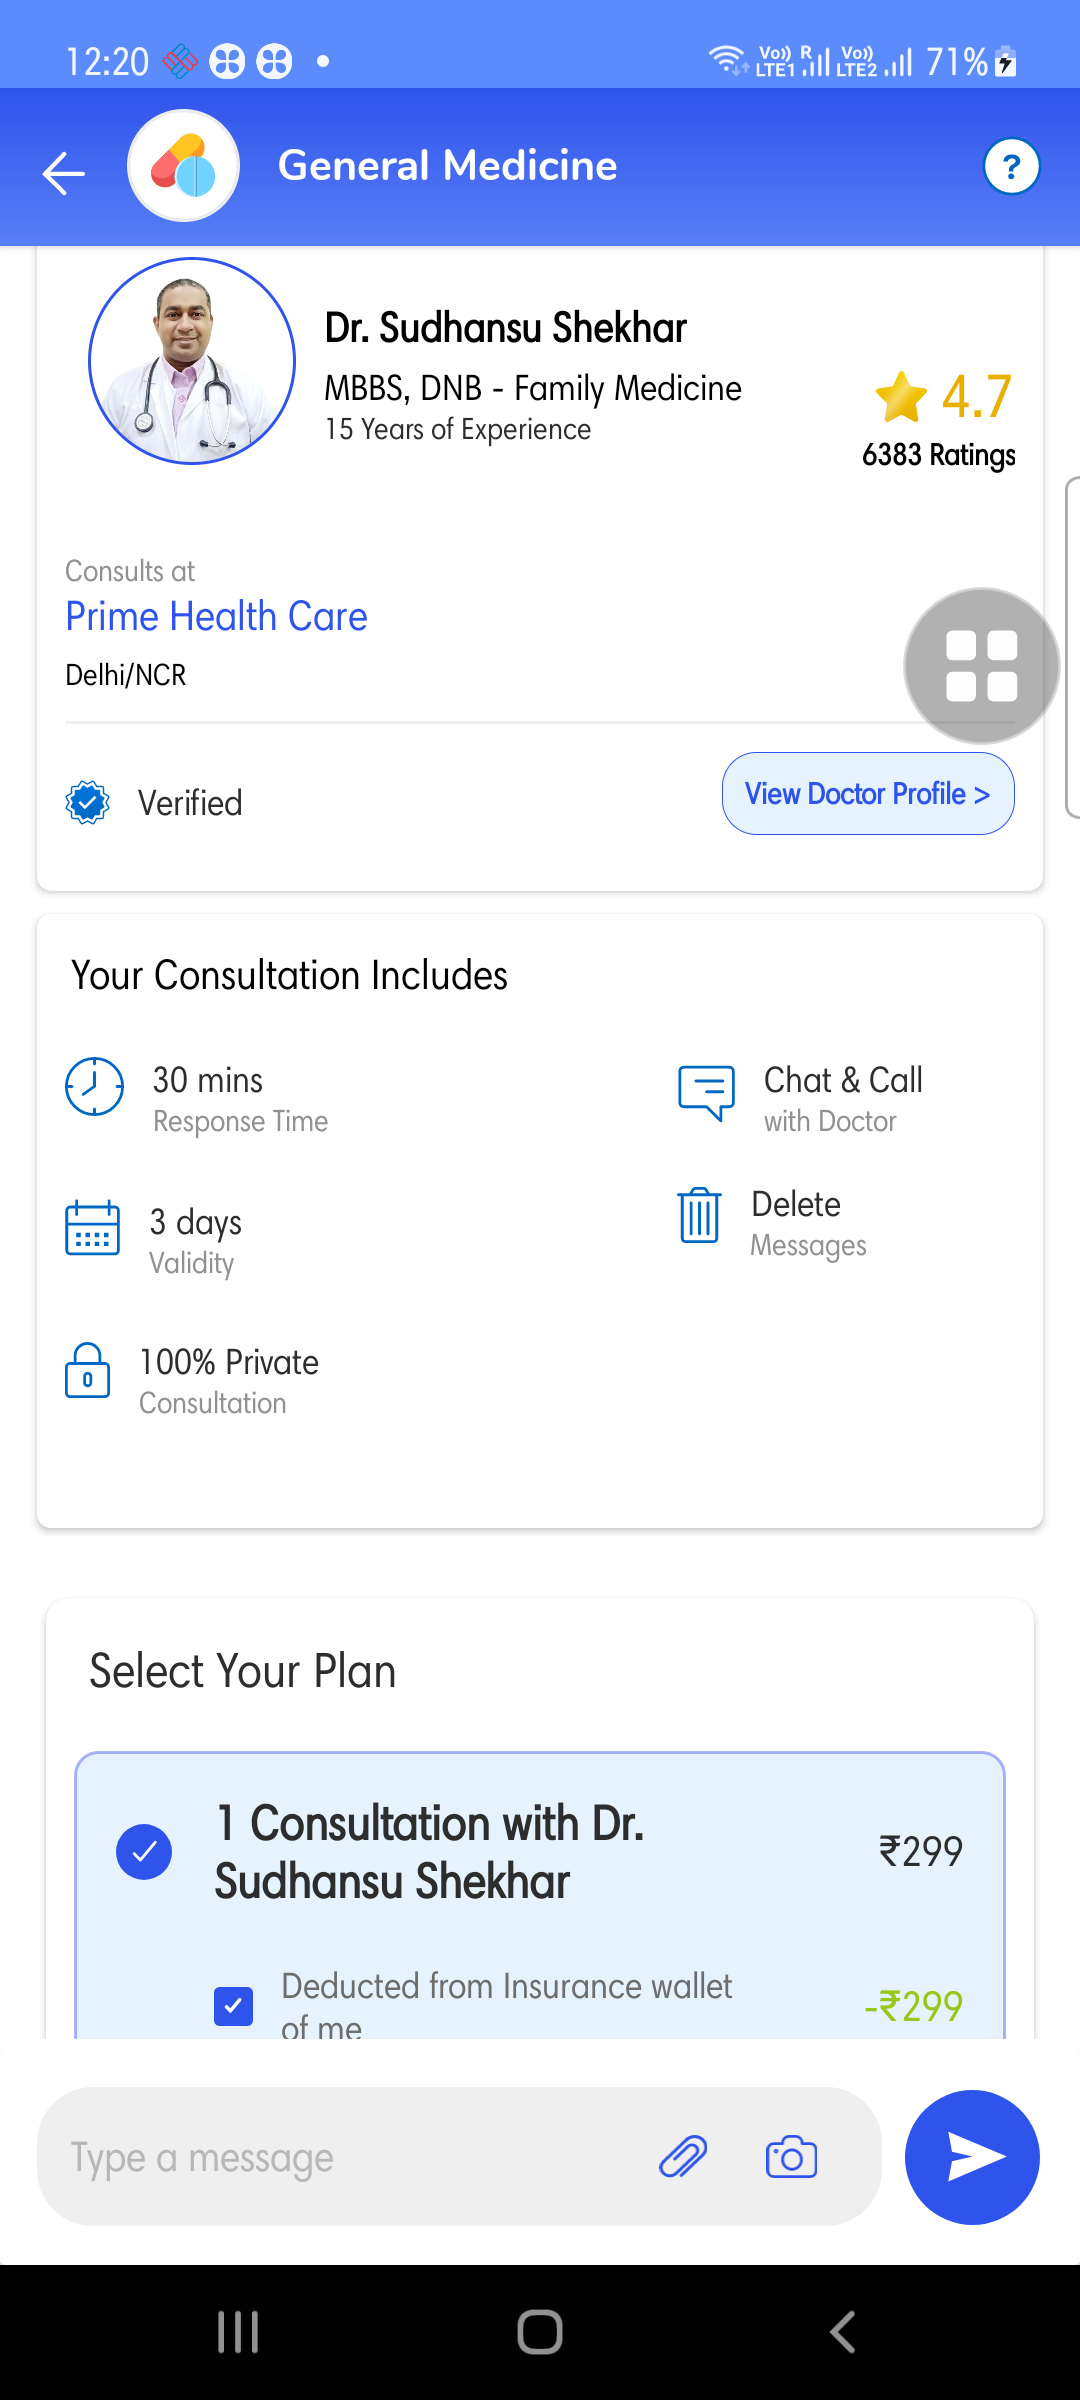 12:20
Vo)) R Vo)) 71%
LTE1 LTE2
General Medicine
?
Dr. Sudhansu Shekhar
MBBS, DNB - Family Medicine
15 Years of Experience
4.7
6383 Ratings
Consults at
Prime Health Care
Delhi/NCR
Verified
View Doctor Profile >
Your Consultation Includes
30 mins
Response Time
Chat & Call
with Doctor
3 days
Validity
Delete
Messages
100% Private
Consultation
Select Your Plan
1 Consultation with Dr.
Sudhansu Shekhar
₹299
Deducted from Insurance wallet
of me
-₹299
Type a message